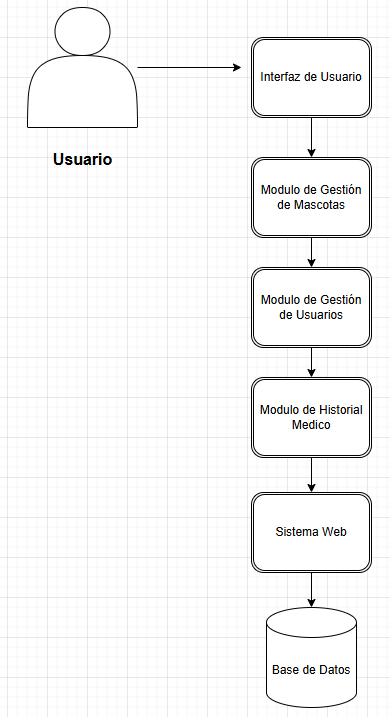 Usuario
Interfaz de Usuario
Modulo de Gestión
de Mascotas
Modulo de Gestión
de Usuarios
Modulo de Historial
Medico
Sistema Web
Base de Datos